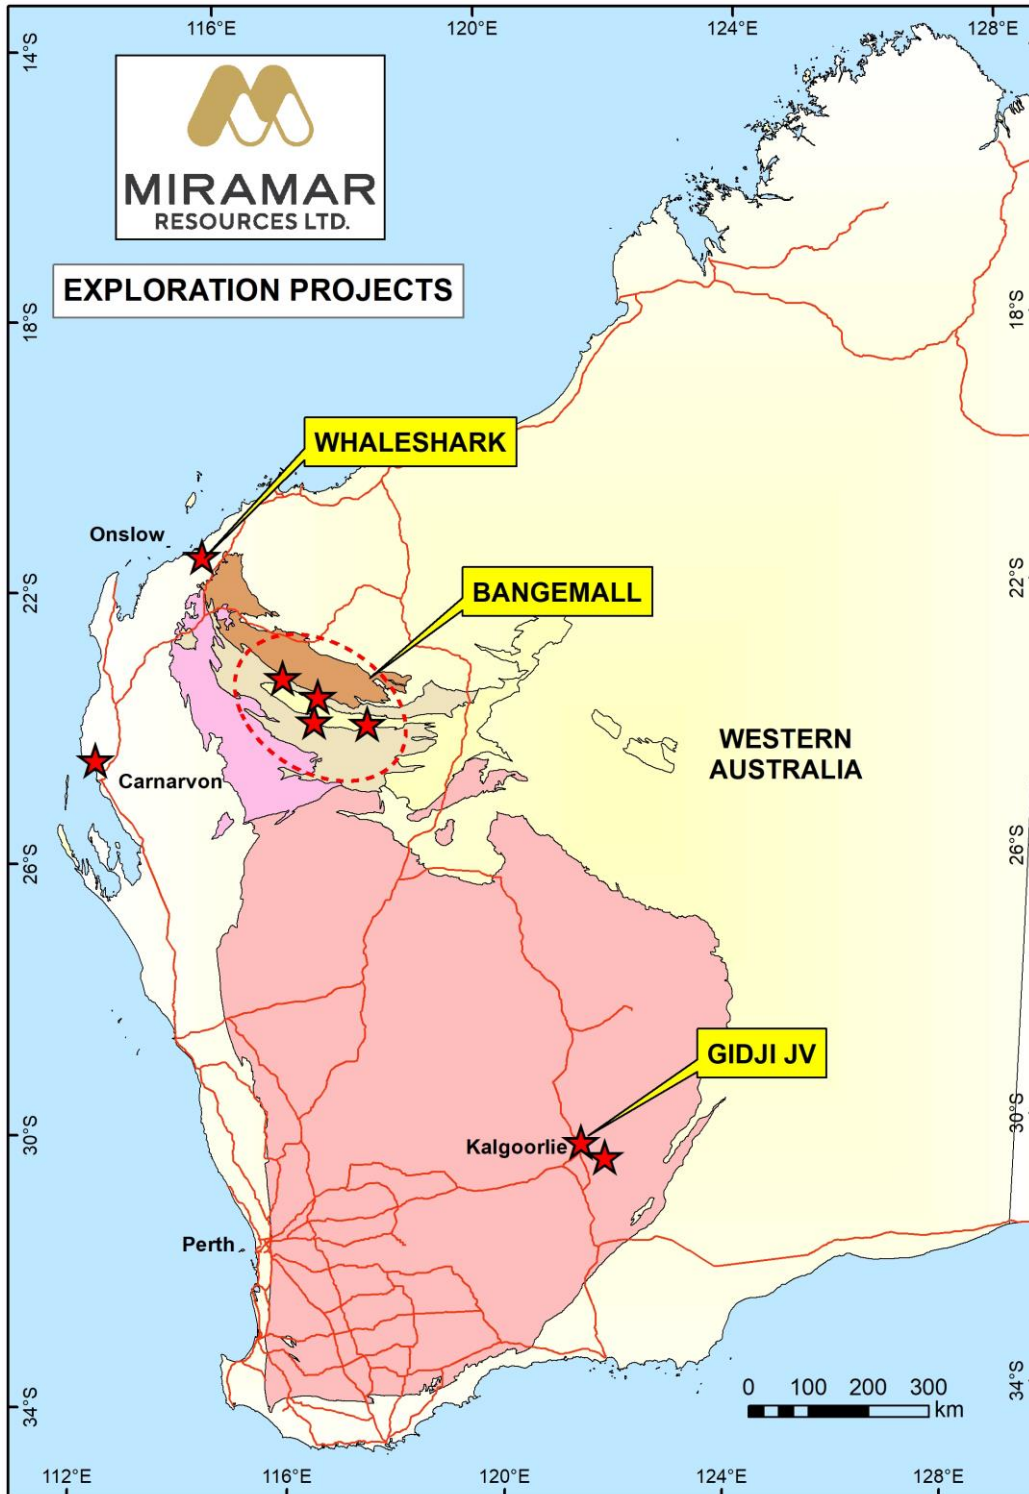 116°E 120°E 124°E 128°E
14°S
MIRAMAR
RESOURCES LTD.
EXPLORATION PROJECTS
18°S 18°S
WHALESHARK
Onslow
22°S 22°S
BANGEMALL
WESTERN
AUSTRALIA
Carnarvon
26°S 26°S
GIDJI JV
30°S 30°S
Kalgoorlie
Perth
34°S 34°S
0 100 200 300
km
112°E 116°E 120°E 124°E 128°E